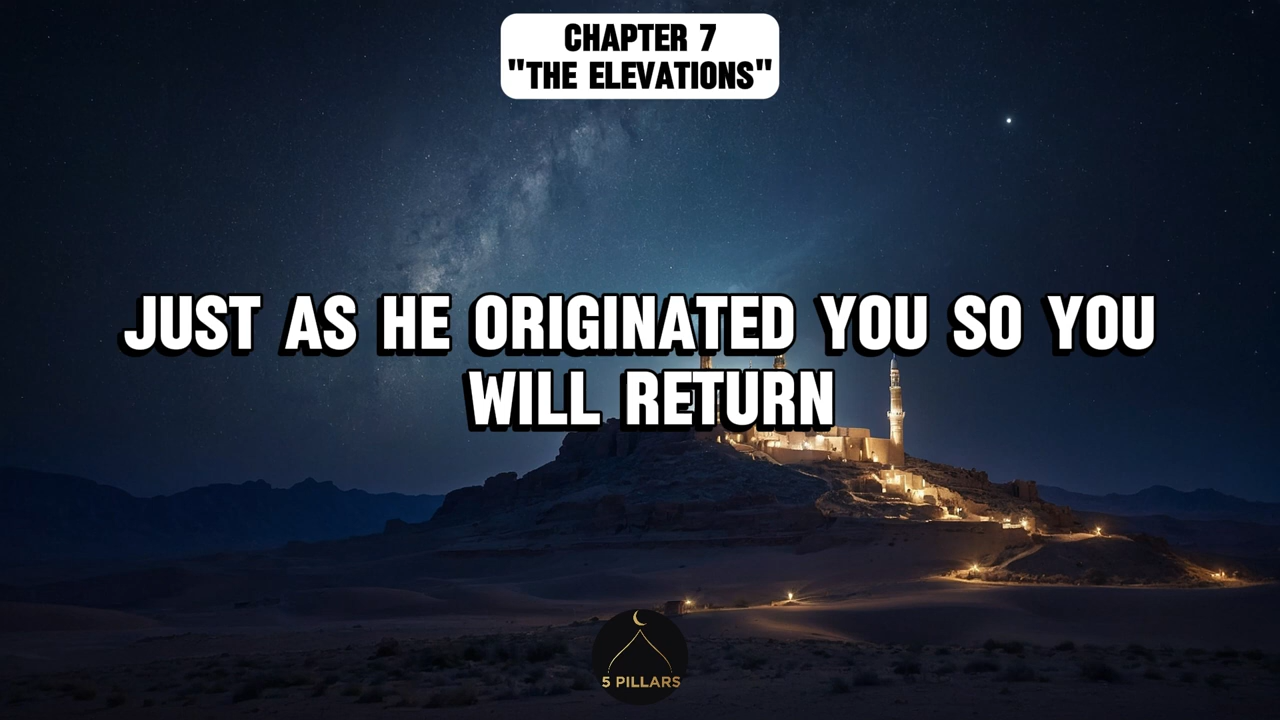 CHAPTER 7
"THE ELEVATIONS"
JUST AS HE ORIGINATED YOU SO YOU
WILL RETURN
5 PILLARS